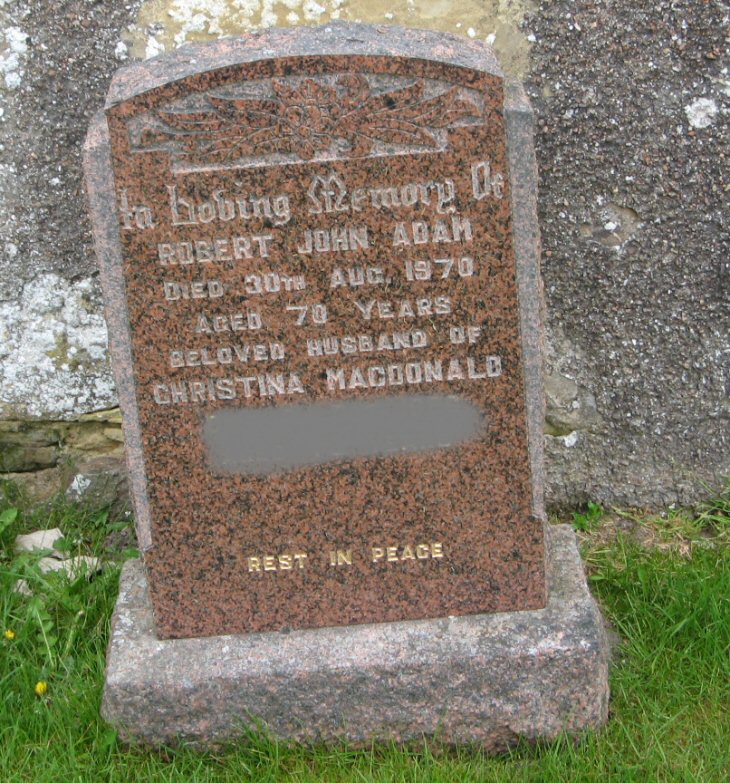 In Loving Memory Of
ROBERT JOHN ADAM
DIED 30TH AUG. 1970
AGED 70 YEARS
BELOVED HUSBAND OF
CHRISTINA MACDONALD
REST IN PEACE